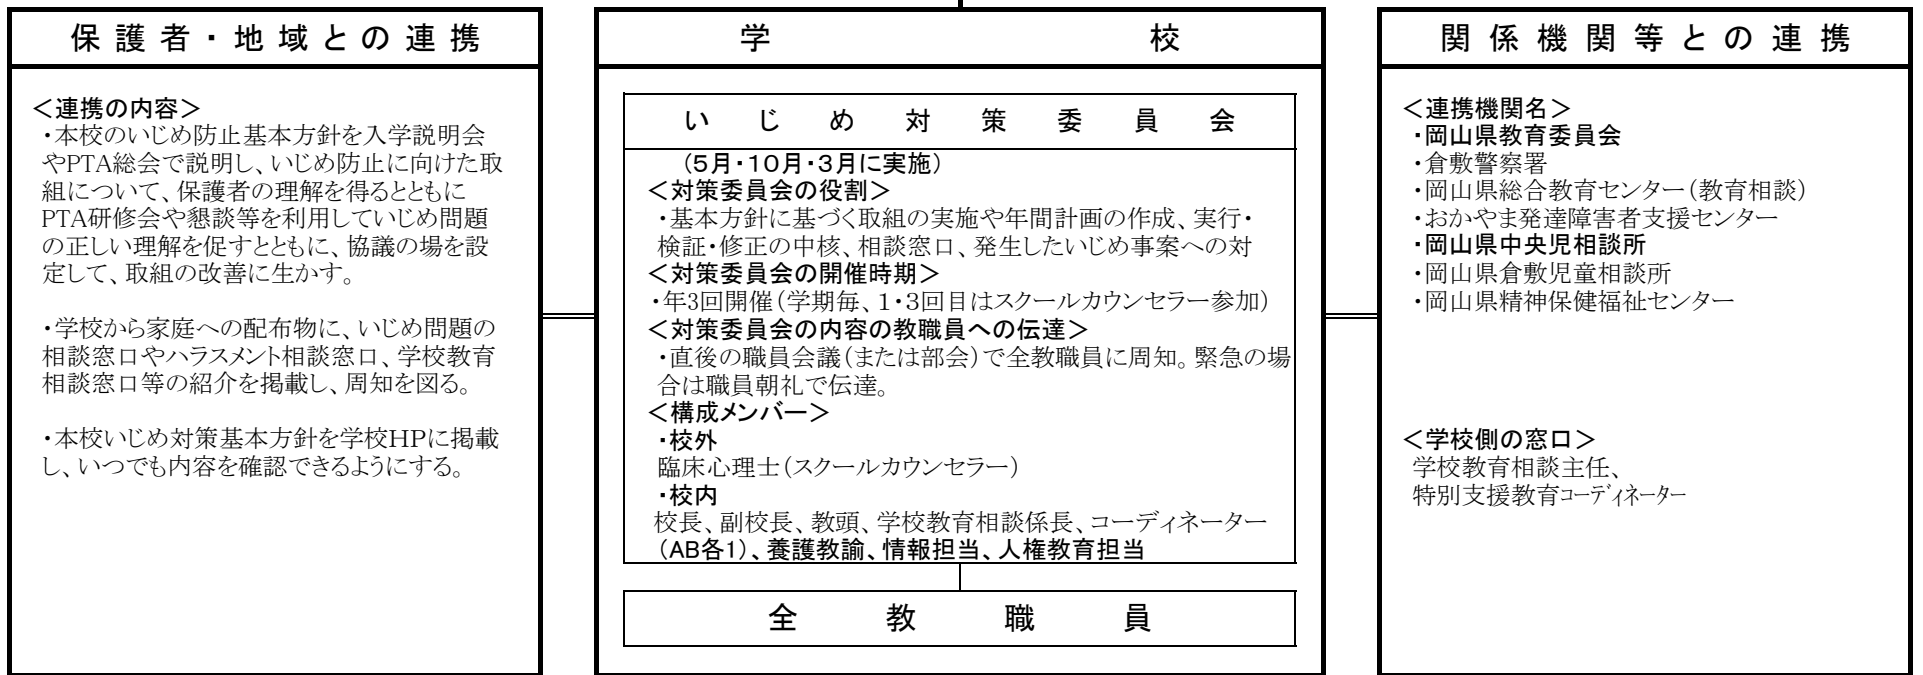 保護者・地域との連携
＜連携の内容＞
・本校のいじめ防止基本方針を入学説明会
やPTA総会で説明し、いじめ防止に向けた取
組について、保護者の理解を得るとともに
PTA研修会や懇談等を利用していじめ問題
の正しい理解を促すとともに、協議の場を設
定して、取組の改善に生かす。
・学校から家庭への配布物に、いじめ問題の
相談窓口やハラスメント相談窓口、学校教育
相談窓口等の紹介を掲載し、周知を図る。
・本校いじめ対策基本方針を学校HPに掲載
し、いつでも内容を確認できるようにする。
学校
いじめ対策委員会
（5月・10月・3月に実施）
＜対策委員会の役割＞
・基本方針に基づく取組の実施や年間計画の作成、実行・
検証・修正の中核、相談窓口、発生したいじめ事案への対
＜対策委員会の開催時期＞
・年3回開催（学期毎、1・3回目はスクールカウンセラー参加）
＜対策委員会の内容の教職員への伝達＞
・直後の職員会議（または部会）で全教職員に周知。緊急の場
合は職員朝礼で伝達。
＜構成メンバー＞
・校外
臨床心理士（スクールカウンセラー）
・校内
校長、副校長、教頭、学校教育相談係長、コーディネーター
（AB各1）、養護教諭、情報担当、人権教育担当
全教職員
関係機関等との連携
＜連携機関名＞
・岡山県教育委員会
・倉敷警察署
・岡山県総合教育センター（教育相談）
・おかやま発達障害者支援センター
・岡山県中央児相談所
・岡山県倉敷児童相談所
・岡山県精神保健福祉センター
＜学校側の窓口＞
学校教育相談主任、
特別支援教育ｺｰﾃﾞｨﾈｰﾀｰ